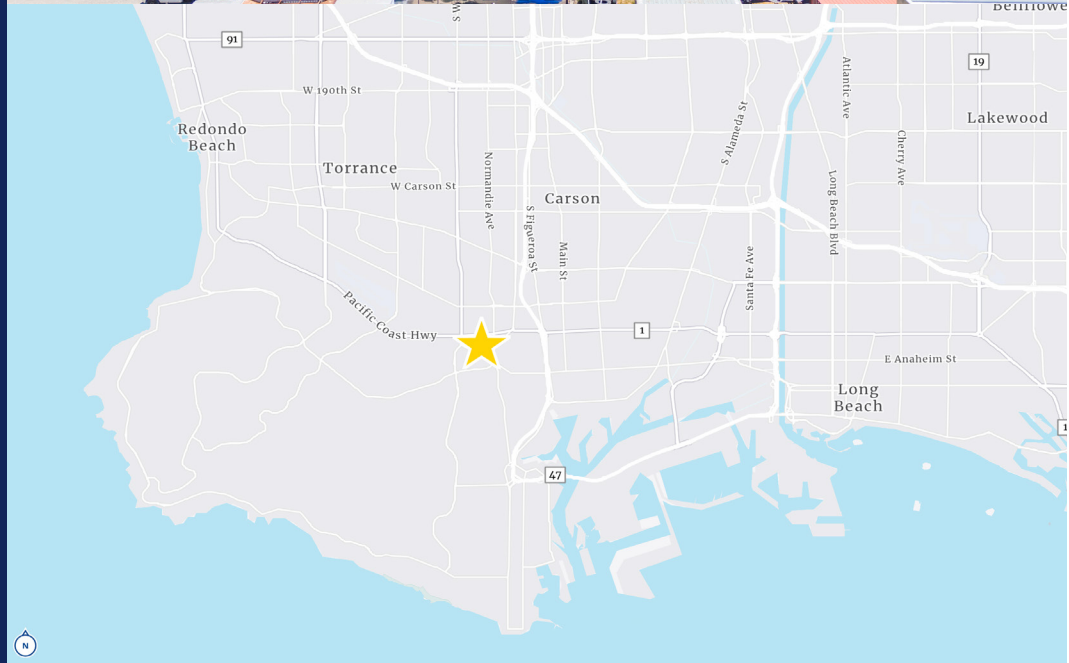 Bellflowe
W S
91
19
Atlantic Ave
W 190th St
Redondo
Beach
Lakewood
S Alameda St
Cherry Ave
Torrance
Normandie Ave
W Carson St
Carson
Long Beach Blvd
S Figueroa St
Main St
Santa Fe Ave
Pacific Coast Hwy
1
E Anaheim St
Long
Beach
1
47
N